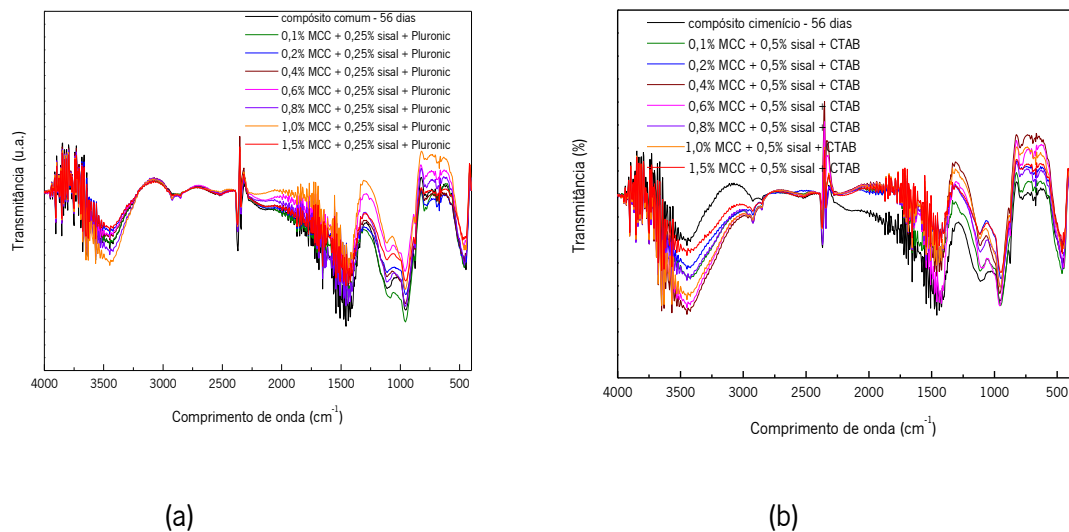 compósito comum - 56 dias
0,1% MCC + 0,25% sisal + Pluronic
0,2% MCC + 0,25% sisal + Pluronic
0,4% MCC + 0,25% sisal + Pluronic
0,6% MCC + 0,25% sisal + Pluronic
0,8% MCC + 0,25% sisal + Pluronic
1,0% MCC + 0,25% sisal + Pluronic
1,5% MCC + 0,25% sisal + Pluronic
Transmitância (u.a.)
4000 3500 3000 2500 2000 1500 1000 500
Comprimento de onda (cm-1)
(a)
compósito cimenício - 56 dias
0,1% MCC + 0,5% sisal + CTAB
0,2% MCC + 0,5% sisal + CTAB
0,4% MCC + 0,5% sisal + CTAB
0,6% MCC + 0,5% sisal + CTAB
0,8% MCC + 0,5% sisal + CTAB
1,0% MCC + 0,5% sisal + CTAB
1,5% MCC + 0,5% sisal + CTAB
Transmitância (%)
4000 3500 3000 2500 2000 1500 1000 500
Comprimento de onda (cm-1)
(b)